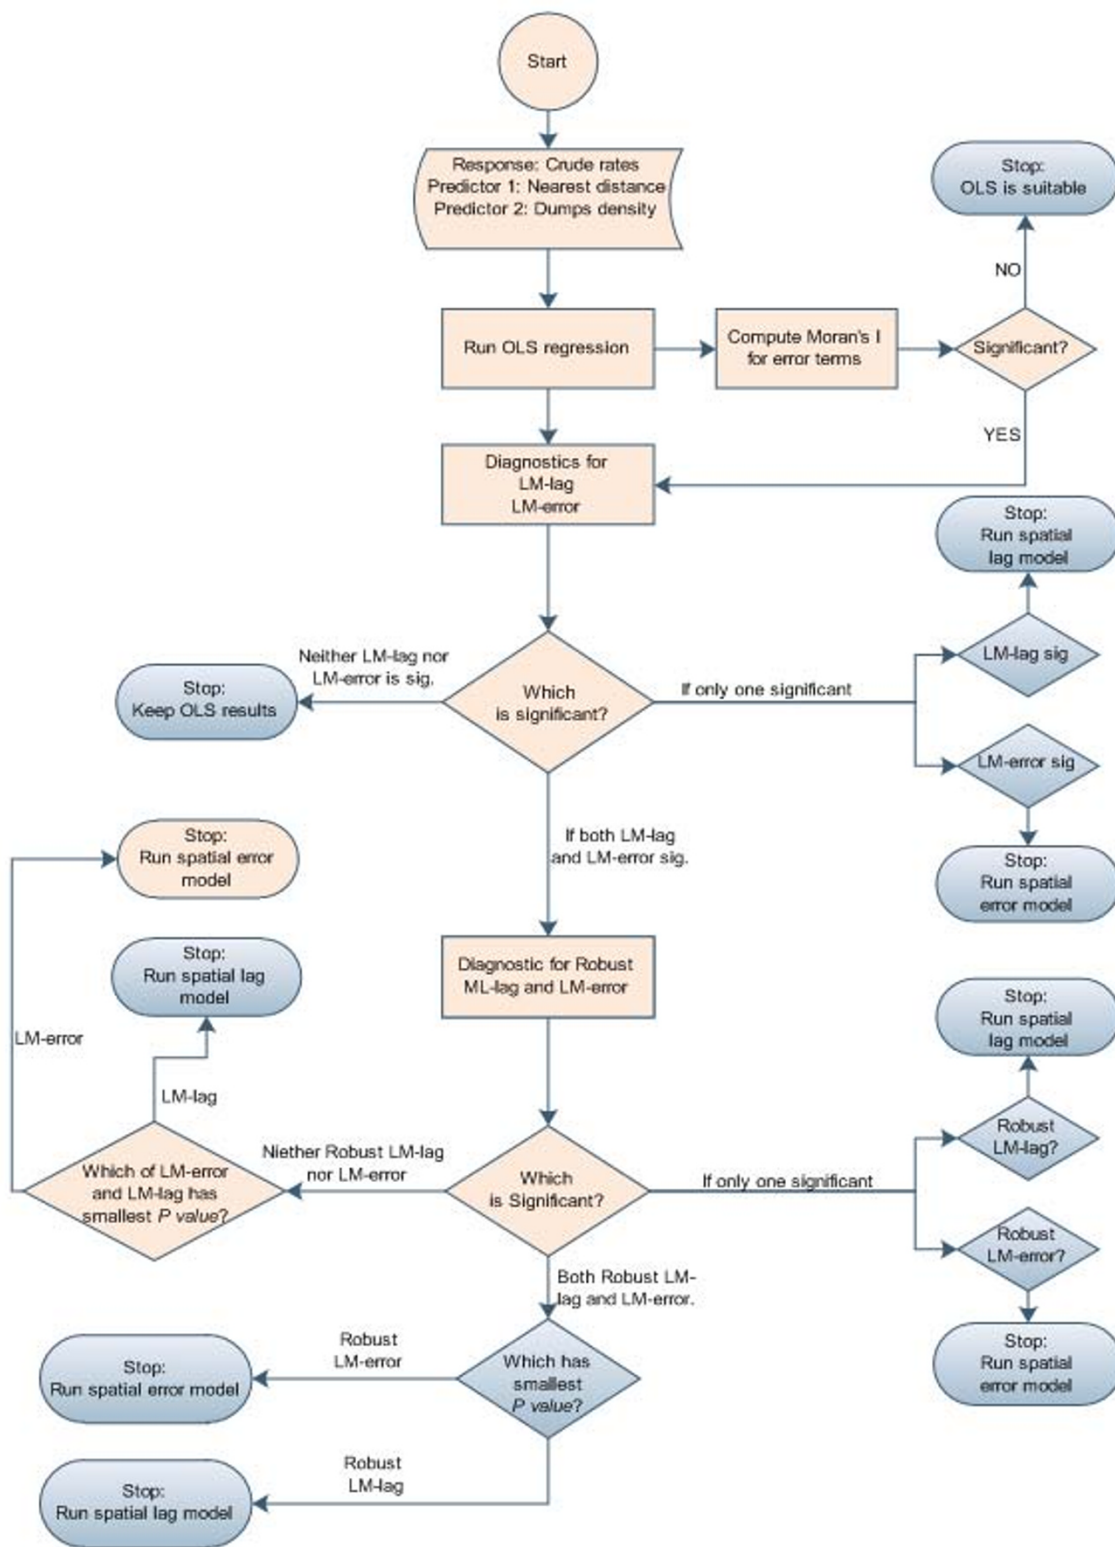 Start
Response: Crude rates
Predictor 1: Nearest distance
Predictor 2: Dumps density
Stop:
OLS is suitable
NO
Run OLS regression
Compute Moran's I
for error terms
Significant?
YES
Diagnostics for
LM-lag
LM-error
Stop:
Run spatial
lag model
Neither LM-lag nor
LM-error is sig.
Stop:
Keep OLS results
Which
is significant?
If only one significant
LM-lag sig
LM-error sig
Stop:
Run spatial error
model
If both LM-lag
and LM-error sig.
Stop:
Run spatial
error model
Stop:
Run spatial lag
model
Diagnostic for Robust
ML-lag and LM-error
Stop:
Run spatial
lag model
LM-error
LM-lag
Which of LM-error
and LM-lag has
smallest P value?
Niether Robust LM-lag
nor LM-error
Which
is Significant?
If only one significant
Robust
LM-lag?
Robust
LM-error?
Both Robust LM-
lag and LM-error.
Stop:
Run spatial error model
Robust
LM-error
Which has
smallest
P value?
Stop:
Run spatial
error model
Robust
LM-lag
Stop:
Run spatial lag model